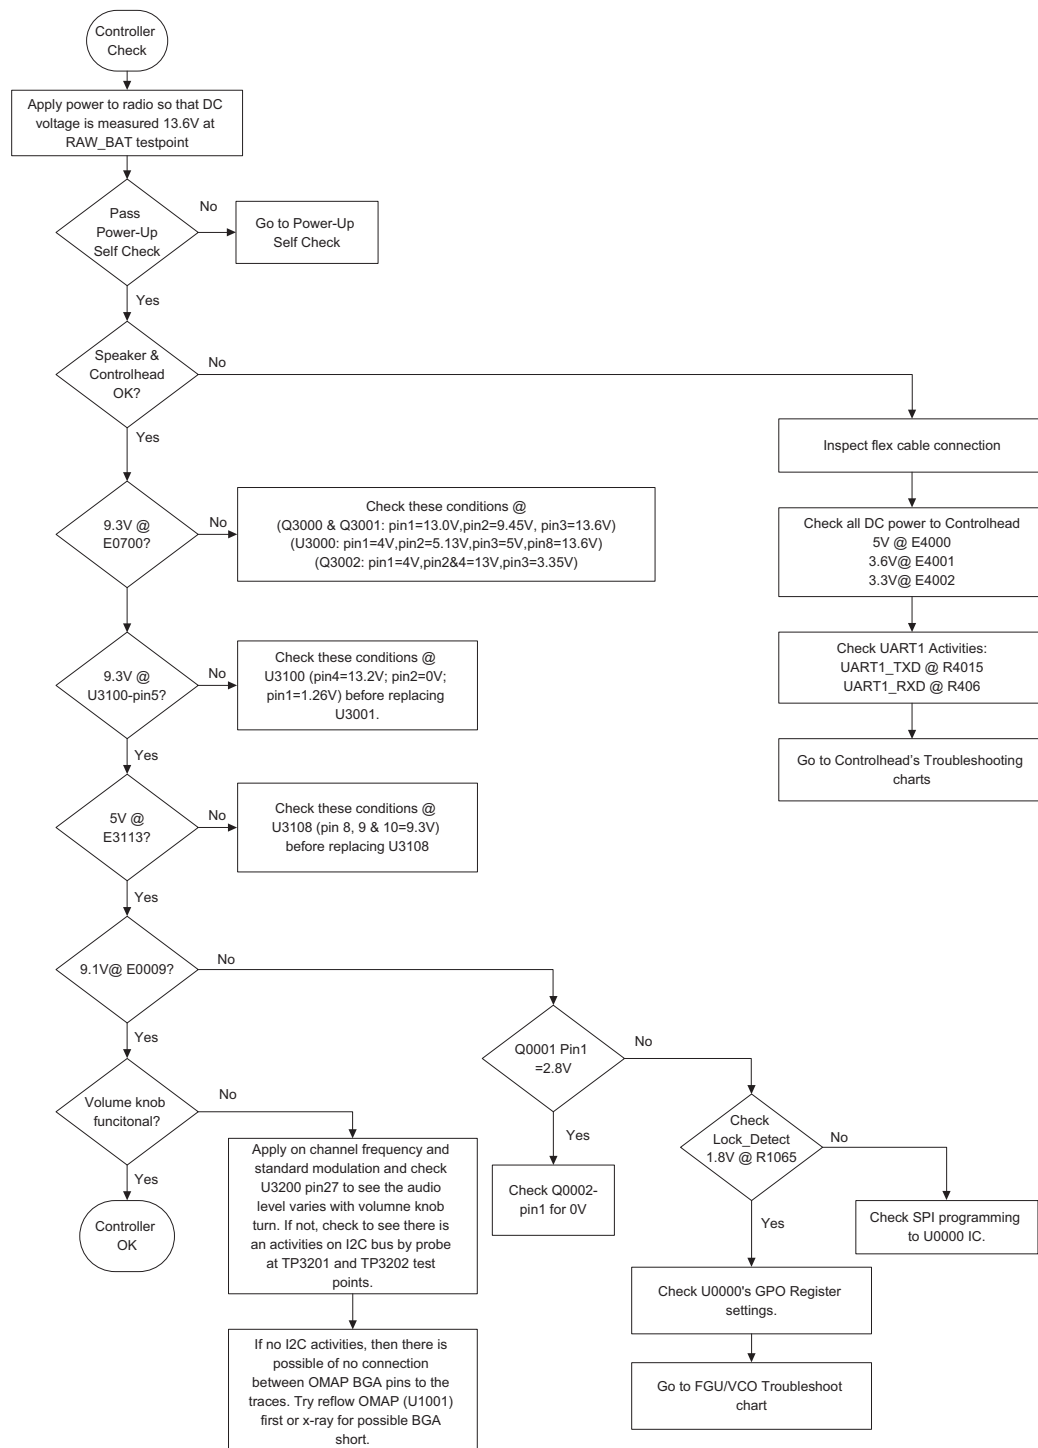 Controller
Check
Apply power to radio so that DC
voltage is measured 13.6V at
RAW_BAT testpoint
Pass
Power-Up
Self Check
No
Go to Power-Up
Self Check
Yes
Speaker &
Controlhead
OK?
No
Yes
Inspect flex cable connection
9.3V @
E0700?
No
Check these conditions @
(Q3000 & Q3001: pin1=13.0V,pin2=9.45V, pin3=13.6V)
(U3000: pin1=4V,pin2=5.13V,pin3=5V,pin8=13.6V)
(Q3002: pin1=4V,pin2&4=13V,pin3=3.35V)
Check all DC power to Controlhead
5V @ E4000
3.6V@ E4001
3.3V@ E4002
9.3V @
U3100-pin5?
No
Check these conditions @
U3100 (pin4=13.2V; pin2=0V;
pin1=1.26V) before replacing
U3001.
Check UART1 Activities:
UART1_TXD @ R4015
UART1_RXD @ R406
Yes
Go to Controlhead's Troubleshooting
charts
5V @
E3113?
No
Check these conditions @
U3108 (pin 8, 9 & 10=9.3V)
before replacing U3108
Yes
9.1V@ E0009?
No
Yes
Q0001 Pin1
=2.8V
No
Volume knob
funcitonal?
No
Yes
Check
Lock_Detect
1.8V @ R1065
No
Apply on channel frequency and
standard modulation and check
U3200 pin27 to see the audio
level varies with volumne knob
turn. If not, check to see there is
an activities on I2C bus by probe
at TP3201 and TP3202 test
points.
Yes
Controller
OK
Check Q0002-
pin1 for 0V
Yes
Check SPI programming
to U0000 IC.
Check U0000's GPO Register
settings.
If no I2C activities, then there is
possible of no connection
between OMAP BGA pins to the
traces. Try reflow OMAP (U1001)
first or x-ray for possible BGA
short.
Go to FGU/VCO Troubleshoot
chart